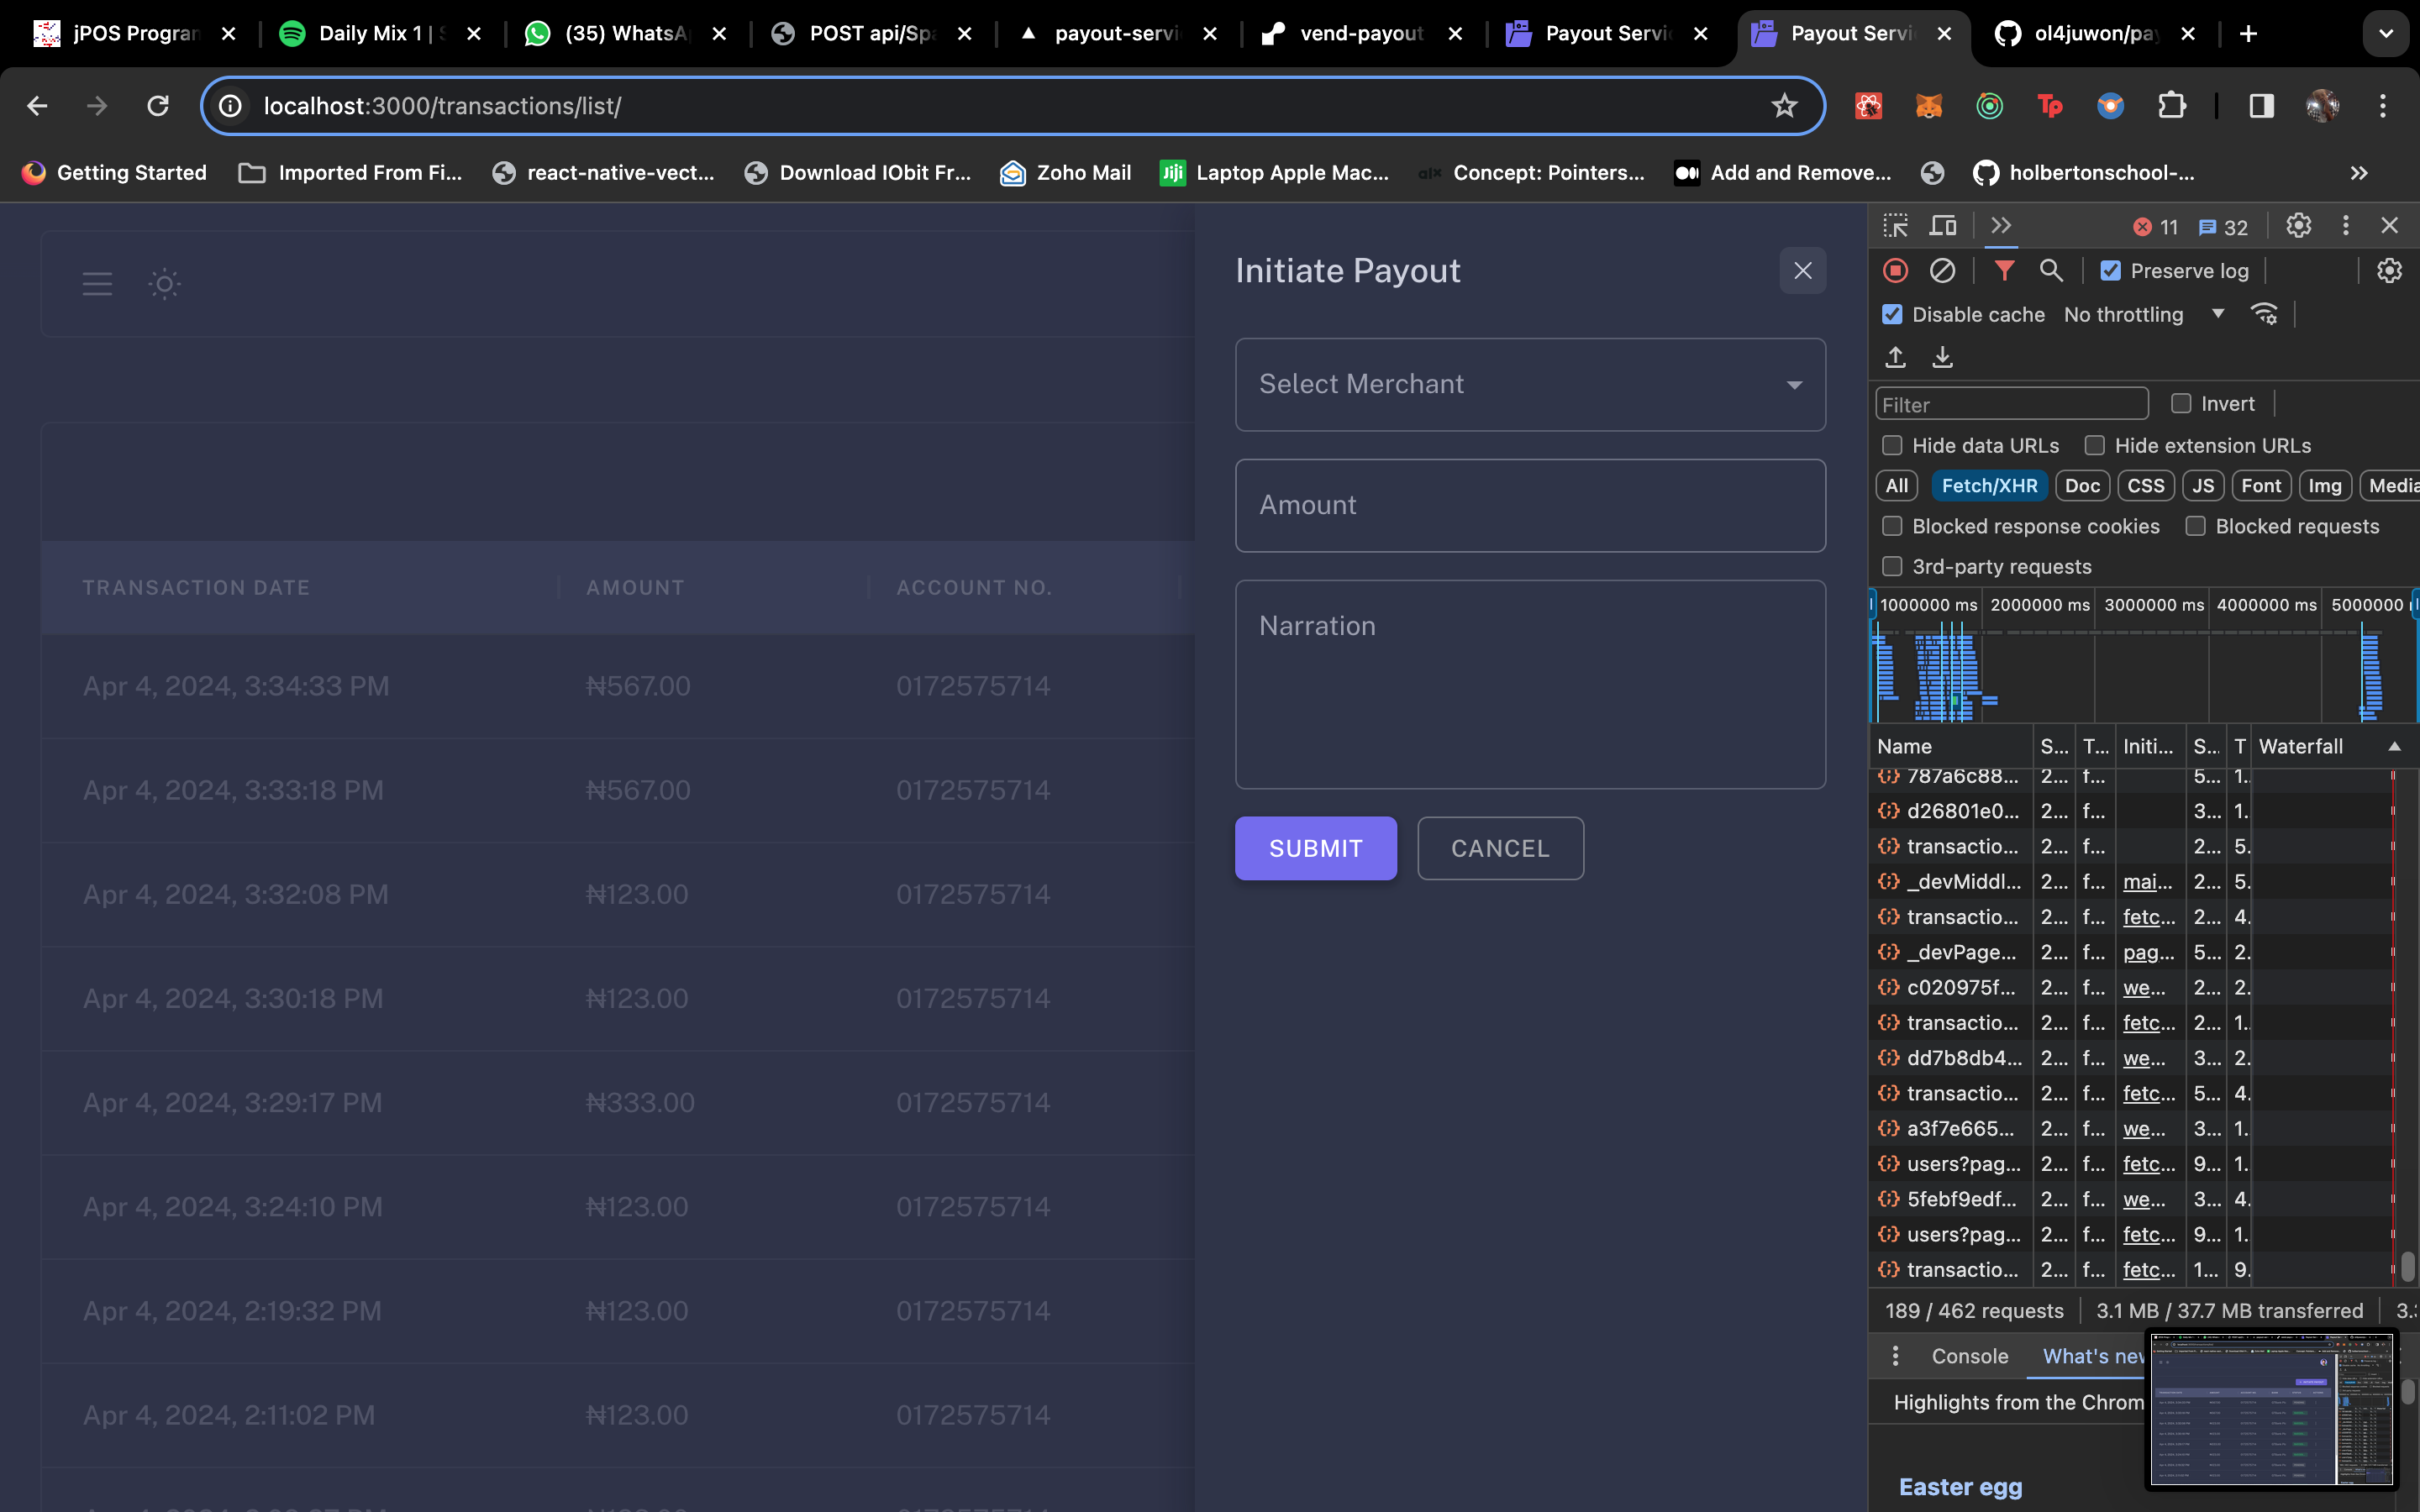 jPOS Progran
Daily Mix 1 | S
(35) WhatsA
POST api/Spa
payout-servi
vend-payout
Payout Servi
Payout Servi
ol4juwon/pay
localhost:3000/transactions/list/
Getting Started
Imported From Fi...
react-native-vect...
Download IObit Fr...
Zoho Mail
Laptop Apple Mac...
Concept: Pointers...
Add and Remove...
holbertonschool-...
Initiate Payout
Select Merchant
Amount
Narration
SUBMIT CANCEL
TRANSACTION DATE AMOUNT ACCOUNT NO.
Apr 4, 2024, 3:34:33 PM ₦567.00 0172575714
Apr 4, 2024, 3:33:18 PM ₦567.00 0172575714
Apr 4, 2024, 3:32:08 PM ₦123.00 0172575714
Apr 4, 2024, 3:30:18 PM ₦123.00 0172575714
Apr 4, 2024, 3:29:17 PM ₦333.00 0172575714
Apr 4, 2024, 3:24:10 PM ₦123.00 0172575714
Apr 4, 2024, 2:19:32 PM ₦123.00 0172575714
Apr 4, 2024, 2:11:02 PM ₦123.00 0172575714
11 32
Preserve log
Disable cache No throttling
Filter Invert
Hide data URLs Hide extension URLs
All Fetch/XHR Doc CSS JS Font Img Media
Blocked response cookies Blocked requests
3rd-party requests
1000000 ms 2000000 ms 3000000 ms 4000000 ms 5000000
Name S... T... Initi... S... T Waterfall
787a6c88... 2... f... 5... 1.
d26801e0... 2... f... 3... 1.
transactio... 2... f... 2... 5.
_devMiddl... 2... f... mai... 2... 5.
transactio... 2... f... fetc... 2... 4.
_devPage... 2... f... pag... 5... 2.
c020975f... 2... f... we... 2... 2.
transactio... 2... f... fetc... 2... 1.
dd7b8db4... 2... f... we... 3... 2.
transactio... 2... f... fetc... 5... 4.
a3f7e665... 2... f... we... 3... 1.
users?pag... 2... f... fetc... 9... 1.
5febf9edf... 2... f... we... 3... 4.
users?pag... 2... f... fetc... 9... 1.
transactio... 2... f... fetc... 1... 9.
189 / 462 requests 3.1 MB / 37.7 MB transferred 3.
Console What's new
Highlights from the Chrom
Easter egg